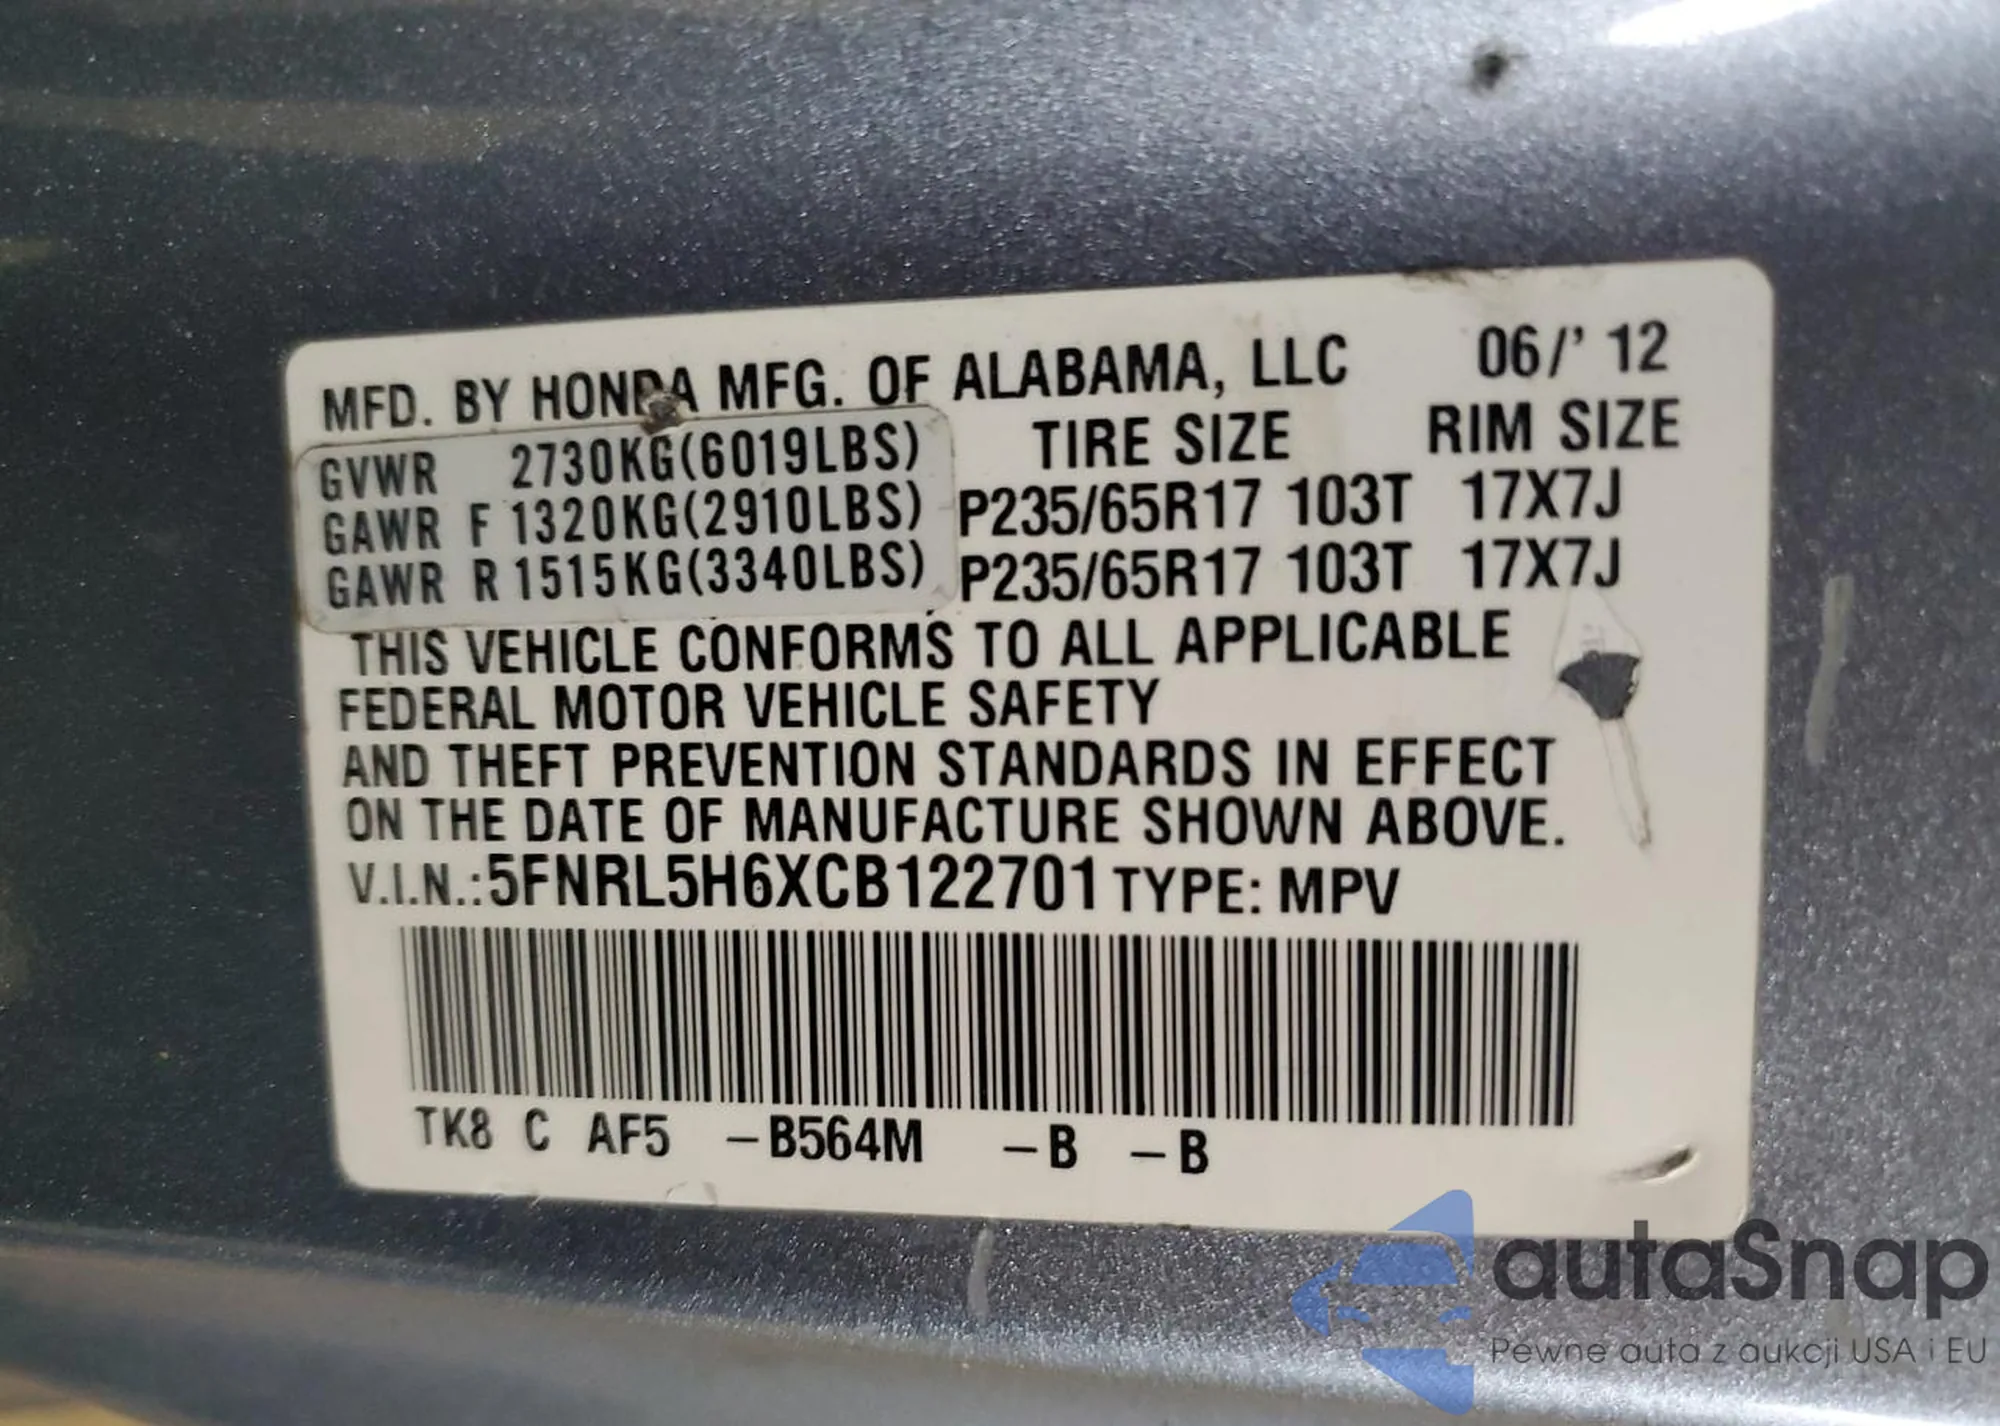 MFD. BY HONDA MFG. OF ALABAMA, LLC 06/' 12
GVWR 2730KG(6019LBS) TIRE SIZE RIM SIZE
GAWR F 1320KG(2910LBS) P235/65R17 103T 17X7J
GAWR R 1515KG(3340LBS) P235/65R17 103T 17X7J
THIS VEHICLE CONFORMS TO ALL APPLICABLE
FEDERAL MOTOR VEHICLE SAFETY
AND THEFT PREVENTION STANDARDS IN EFFECT
ON THE DATE OF MANUFACTURE SHOWN ABOVE.
V.I.N.:5FNRL5H6XCB122701 TYPE: MPV
TK8 C AF5 –B564M –B –B
autaSnap
Pewne auta z aukcji USA i EU